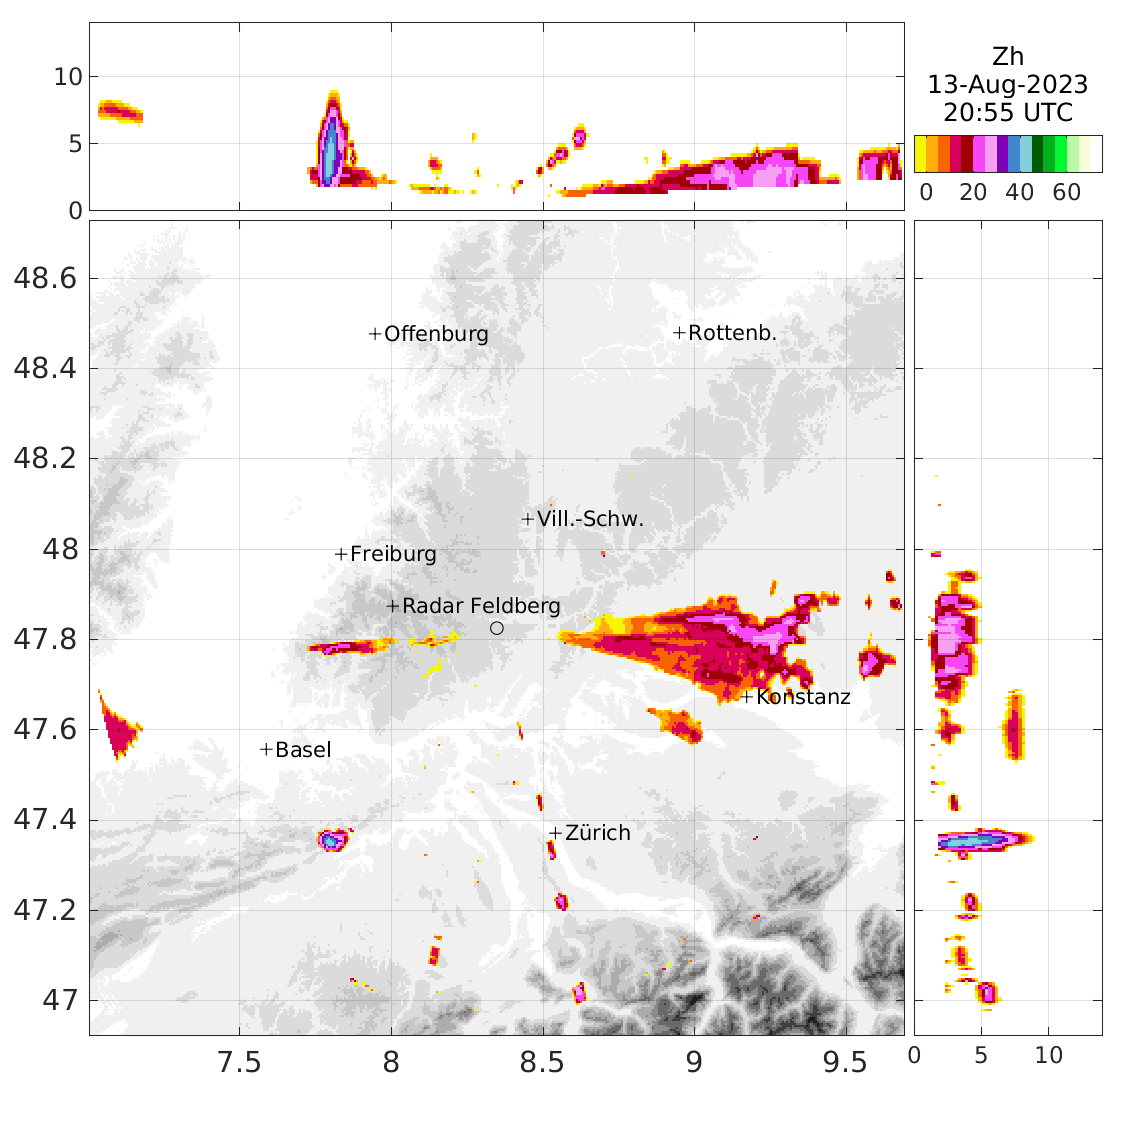 10
5
0
Zh
13-Aug-2023
20:55 UTC
0 20 40 60
48.6
48.4
48.2
48
47.8
47.6
47.4
47.2
47
+Offenburg
+Rottenb.
+Vill.-Schw.
+Freiburg
+Radar Feldberg
+Konstanz
+Basel
+Zürich
7.5 8 8.5 9 9.5
0 5 10